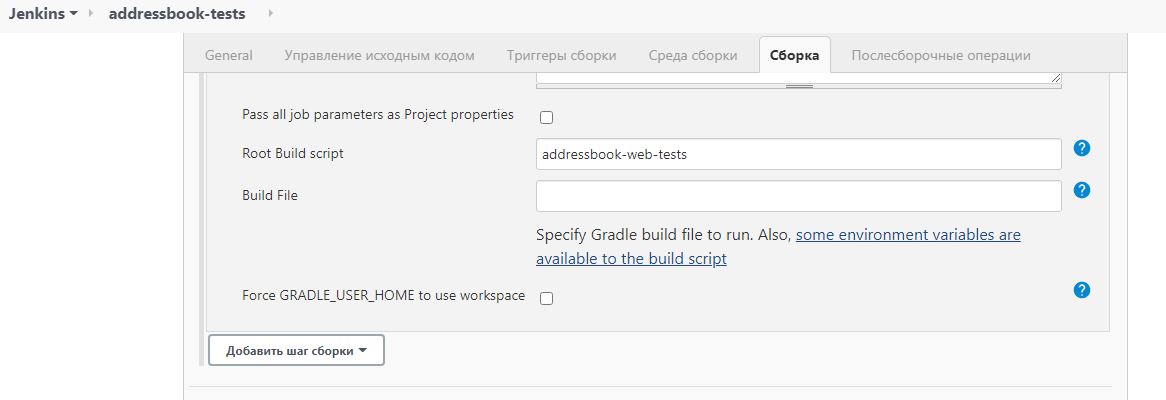 Jenkins addressbook-tests
General Управление исходным кодом Триггеры сборки Среда сборки Сборка Послесборочные операции
Pass all job parameters as Project properties
Root Build script addressbook-web-tests ?
Build File ?
Specify Gradle build file to run. Also, some environment variables are
available to the build script
Force GRADLE_USER_HOME to use workspace ?
Добавить шаг сборки